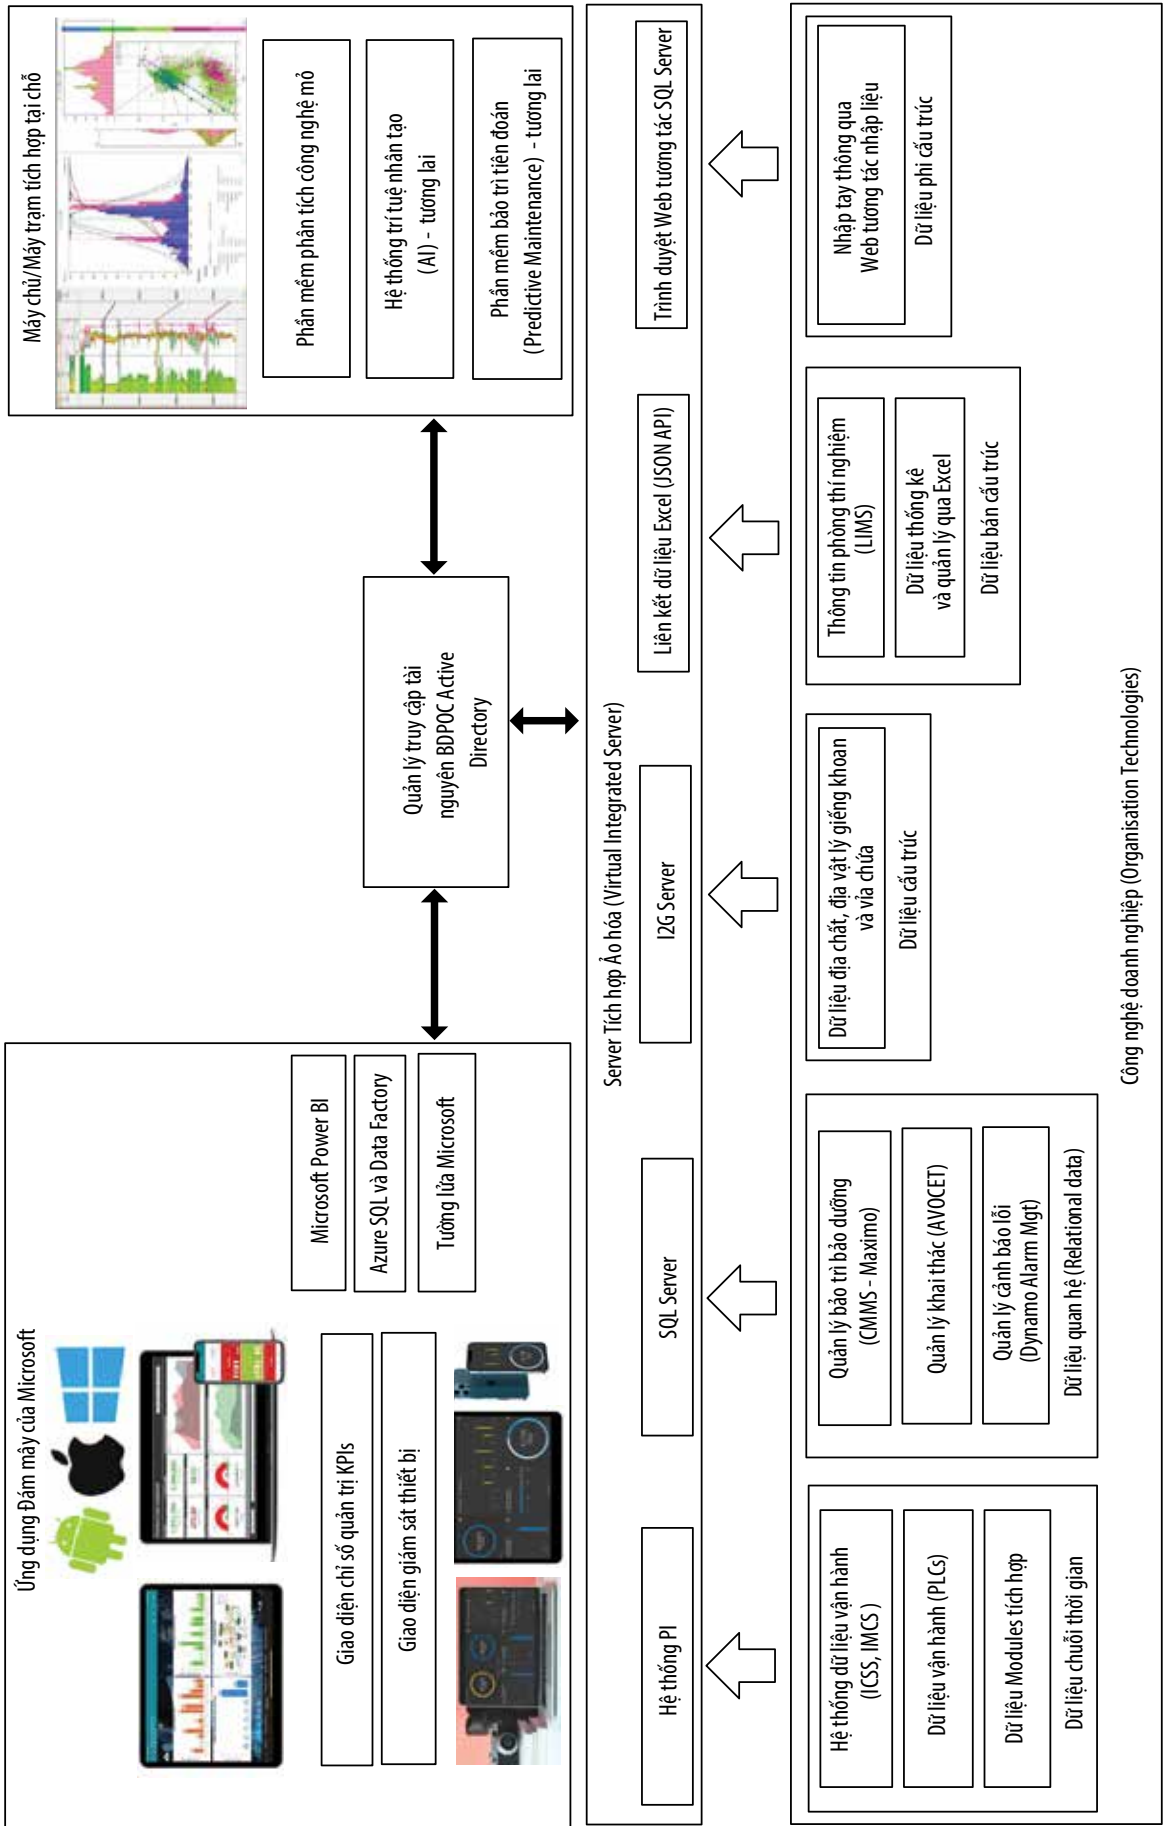 Ứng dụng Đám mây của Microsoft
Giao diện chỉ số quản trị KPIs
Giao diện giám sát thiết bị
Microsoft Power BI
Azure SQL và Data Factory
Tường lửa Microsoft
Quản lý truy cập tài
nguyên BDPOC Active
Directory
Máy chủ/Máy trạm tích hợp tại chỗ
Phần mềm phân tích công nghệ mỏ
Hệ thống trí tuệ nhân tạo
(AI) - tương lai
Phần mềm bảo trì tiên đoán
(Predictive Maintenance) - tương lai
Server Tích hợp Ảo hóa (Virtual Integrated Server)
Hệ thống PI
SQL Server
I2G Server
Liên kết dữ liệu Excel (JSON API)
Trình duyệt Web tương tác SQL Server
Hệ thống dữ liệu vận hành
(ICSS, IMCS )
Dữ liệu vận hành (PLCs)
Dữ liệu Modules tích hợp
Dữ liệu chuỗi thời gian
Quản lý bảo trì bảo dưỡng
(CMMS - Maximo)
Quản lý khai thác (AVOCET)
Quản lý cảnh báo lỗi
(Dynamo Alarm Mgt)
Dữ liệu quan hệ (Relational data)
Dữ liệu địa chất, địa vật lý giếng khoan
và vỉa chứa
Dữ liệu cấu trúc
Thông tin phòng thí nghiệm
(LIMS)
Dữ liệu thống kê
và quản lý qua Excel
Dữ liệu bán cấu trúc
Nhập tay thông qua
Web tương tác nhập liệu
Dữ liệu phi cấu trúc
Công nghệ doanh nghiệp (Organisation Technologies)